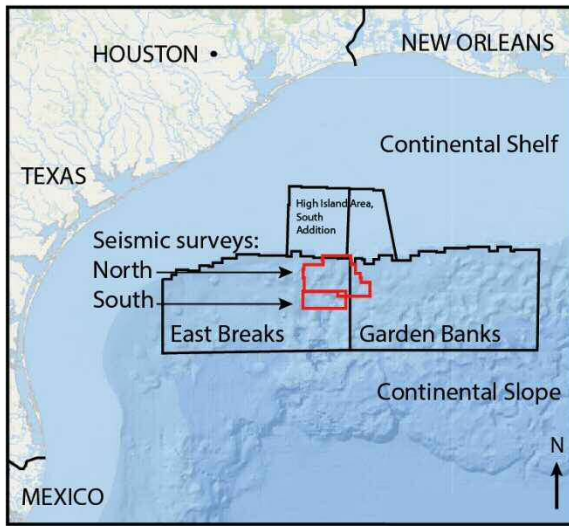 HOUSTON
NEW ORLEANS
Continental Shelf
TEXAS
High Island Area,
South
Addition
Seismic surveys:
North
South
East Breaks
Garden Banks
Continental Slope
N
MEXICO